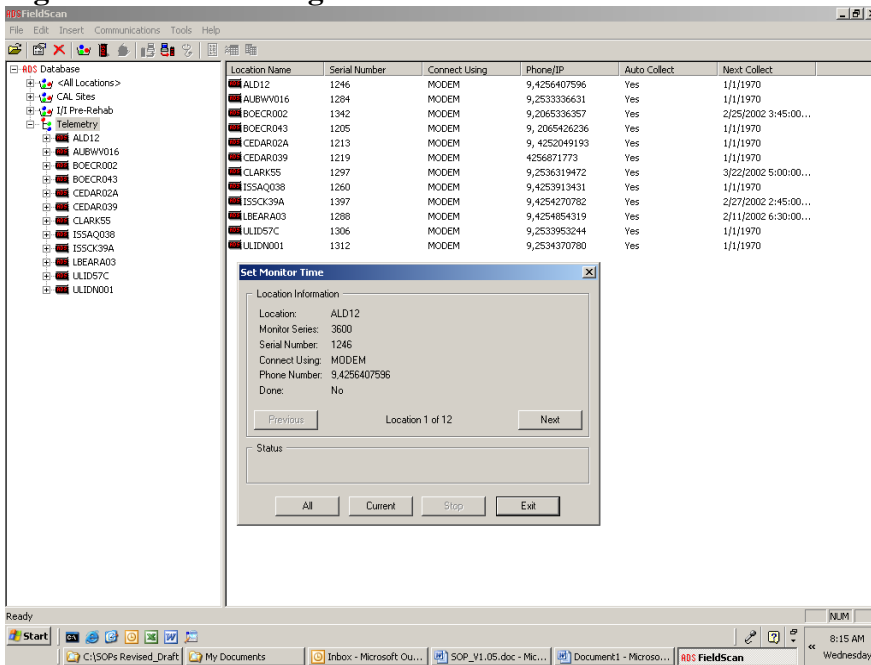 ADS FieldScan
File Edit Insert Communications Tools Help
ADS Database
<All Locations>
CAL Sites
I/I Pre-Rehab
Telemetry
ALD12
AUBWV016
BOECR002
BOECR043
CEDAR02A
CEDAR039
CLARK55
ISSAQ038
ISSCK39A
LBEARA03
ULID57C
ULIDN001
Location Name Serial Number Connect Using Phone/IP Auto Collect Next Collect
ALD12 1246 MODEM 9,4256407596 Yes 1/1/1970
AUBWV016 1284 MODEM 9,2533336631 Yes 1/1/1970
BOECR002 1342 MODEM 9,2065336357 Yes 2/25/2002 3:45:00...
BOECR043 1205 MODEM 9, 2065426236 Yes 1/1/1970
CEDAR02A 1213 MODEM 9, 4252049193 Yes 1/1/1970
CEDAR039 1219 MODEM 4256871773 Yes 1/1/1970
CLARK55 1297 MODEM 9,2536319472 Yes 3/22/2002 5:00:00...
ISSAQ038 1260 MODEM 9,4253913431 Yes 1/1/1970
ISSCK39A 1397 MODEM 9,4254270782 Yes 2/27/2002 2:45:00...
LBEARA03 1288 MODEM 9,4254854319 Yes 2/11/2002 6:30:00...
ULID57C 1306 MODEM 9,2533953244 Yes 1/1/1970
ULIDN001 1312 MODEM 9,2534370780 Yes 1/1/1970
Set Monitor Time
Location Information
Location: ALD12
Monitor Series: 3600
Serial Number: 1246
Connect Using: MODEM
Phone Number: 9,4256407596
Done: No
Previous Location 1 of 12 Next
Status
All Current Stop Exit
Ready NUM
Start 8:15 AM
C:\SOPs Revised_Draft My Documents Inbox - Microsoft Ou... SOP_V1.05.doc - Mic... Document1 - Microso... ADS FieldScan Wednesday